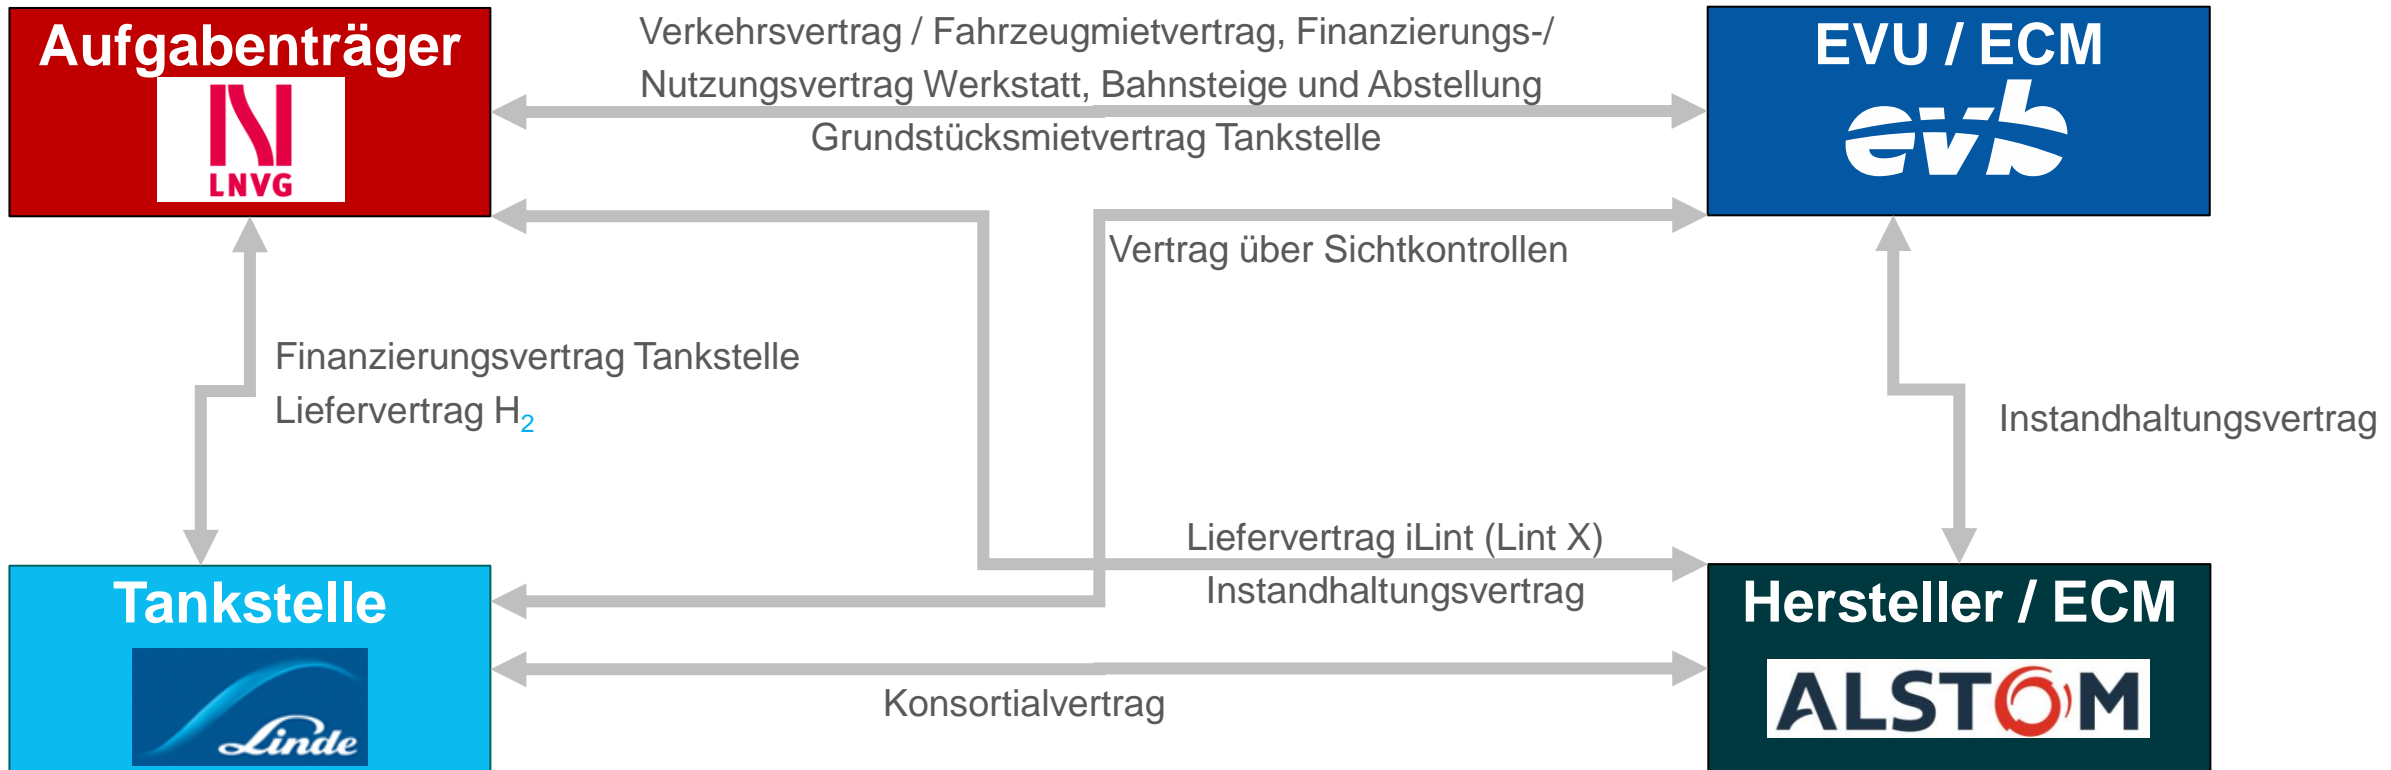 Aufgabenträger
LNVG
Verkehrsvertrag / Fahrzeugmietvertrag, Finanzierungs-/
Nutzungsvertrag Werkstatt, Bahnsteige und Abstellung
Grundstücksmietvertrag Tankstelle
EVU / ECM
evb
Vertrag über Sichtkontrollen
Finanzierungsvertrag Tankstelle
Liefervertrag H₂
Instandhaltungsvertrag
Liefervertrag iLint (Lint X)
Instandhaltungsvertrag
Tankstelle
Linde
Konsortialvertrag
Hersteller / ECM
ALSTOM